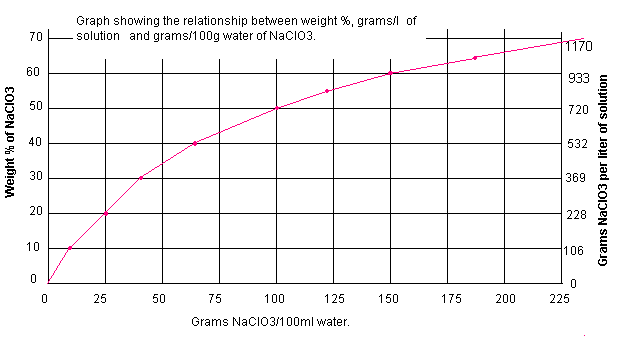 Graph showing the relationship between weight %, grams/l of
solution and grams/100g water of NaClO3.
Weight % of NaClO3
70
60
50
40
30
20
10
0
1170
933
720
532
369
228
106
0
Grams NaClO3 per liter of solution
0 25 50 75 100 125 150 175 200 225
Grams NaClO3/100ml water.